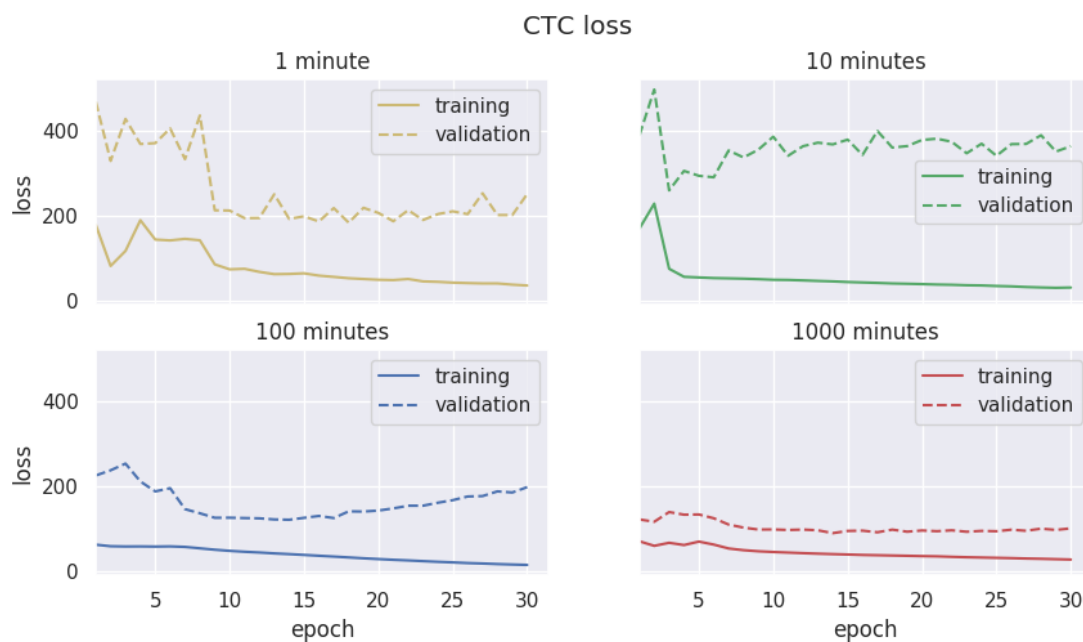 CTC loss
1 minute
10 minutes
training
validation
training
validation
400
200
0
loss
100 minutes
1000 minutes
training
validation
training
validation
400
200
0
loss
5 10 15 20 25 30
5 10 15 20 25 30
epoch
epoch